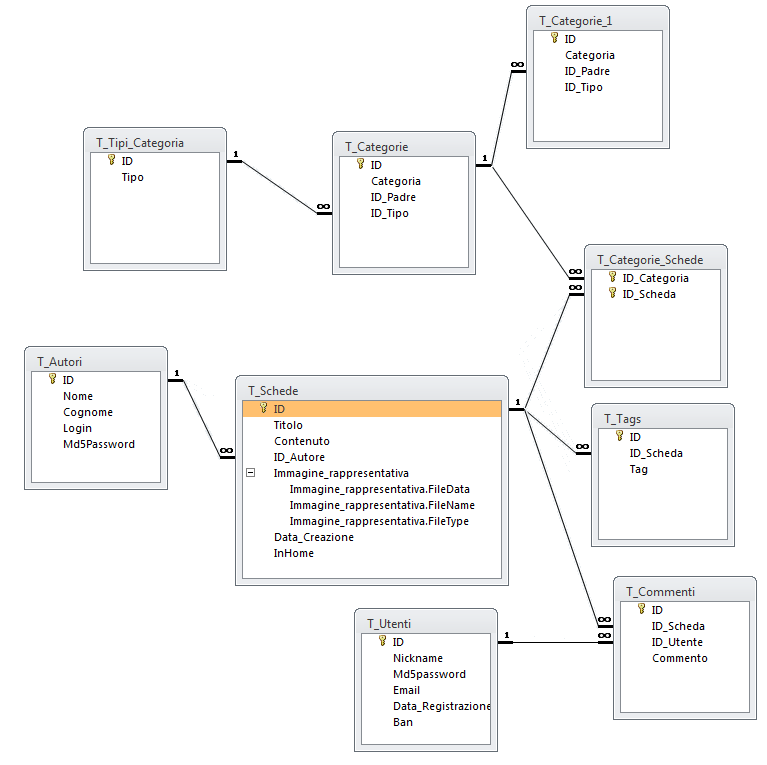 T_Categorie_1
ID
Categoria
ID_Padre
ID_Tipo
∞
T_Tipi_Categoria
ID
Tipo
1
∞
T_Categorie
ID
Categoria
ID_Padre
ID_Tipo
1
T_Categorie_Schede
ID_Categoria
ID_Scheda
∞
∞
T_Autori
ID
Nome
Cognome
Login
Md5Password
1
∞
T_Schede
ID
Titolo
Contenuto
ID_Autore
Immagine_rappresentativa
Immagine_rappresentativa.FileData
Immagine_rappresentativa.FileName
Immagine_rappresentativa.FileType
Data_Creazione
InHome
1
∞
T_Tags
ID
ID_Scheda
Tag
T_Utenti
ID
Nickname
Md5password
Email
Data_Registrazione
Ban
1
∞
∞
T_Commenti
ID
ID_Scheda
ID_Utente
Commento